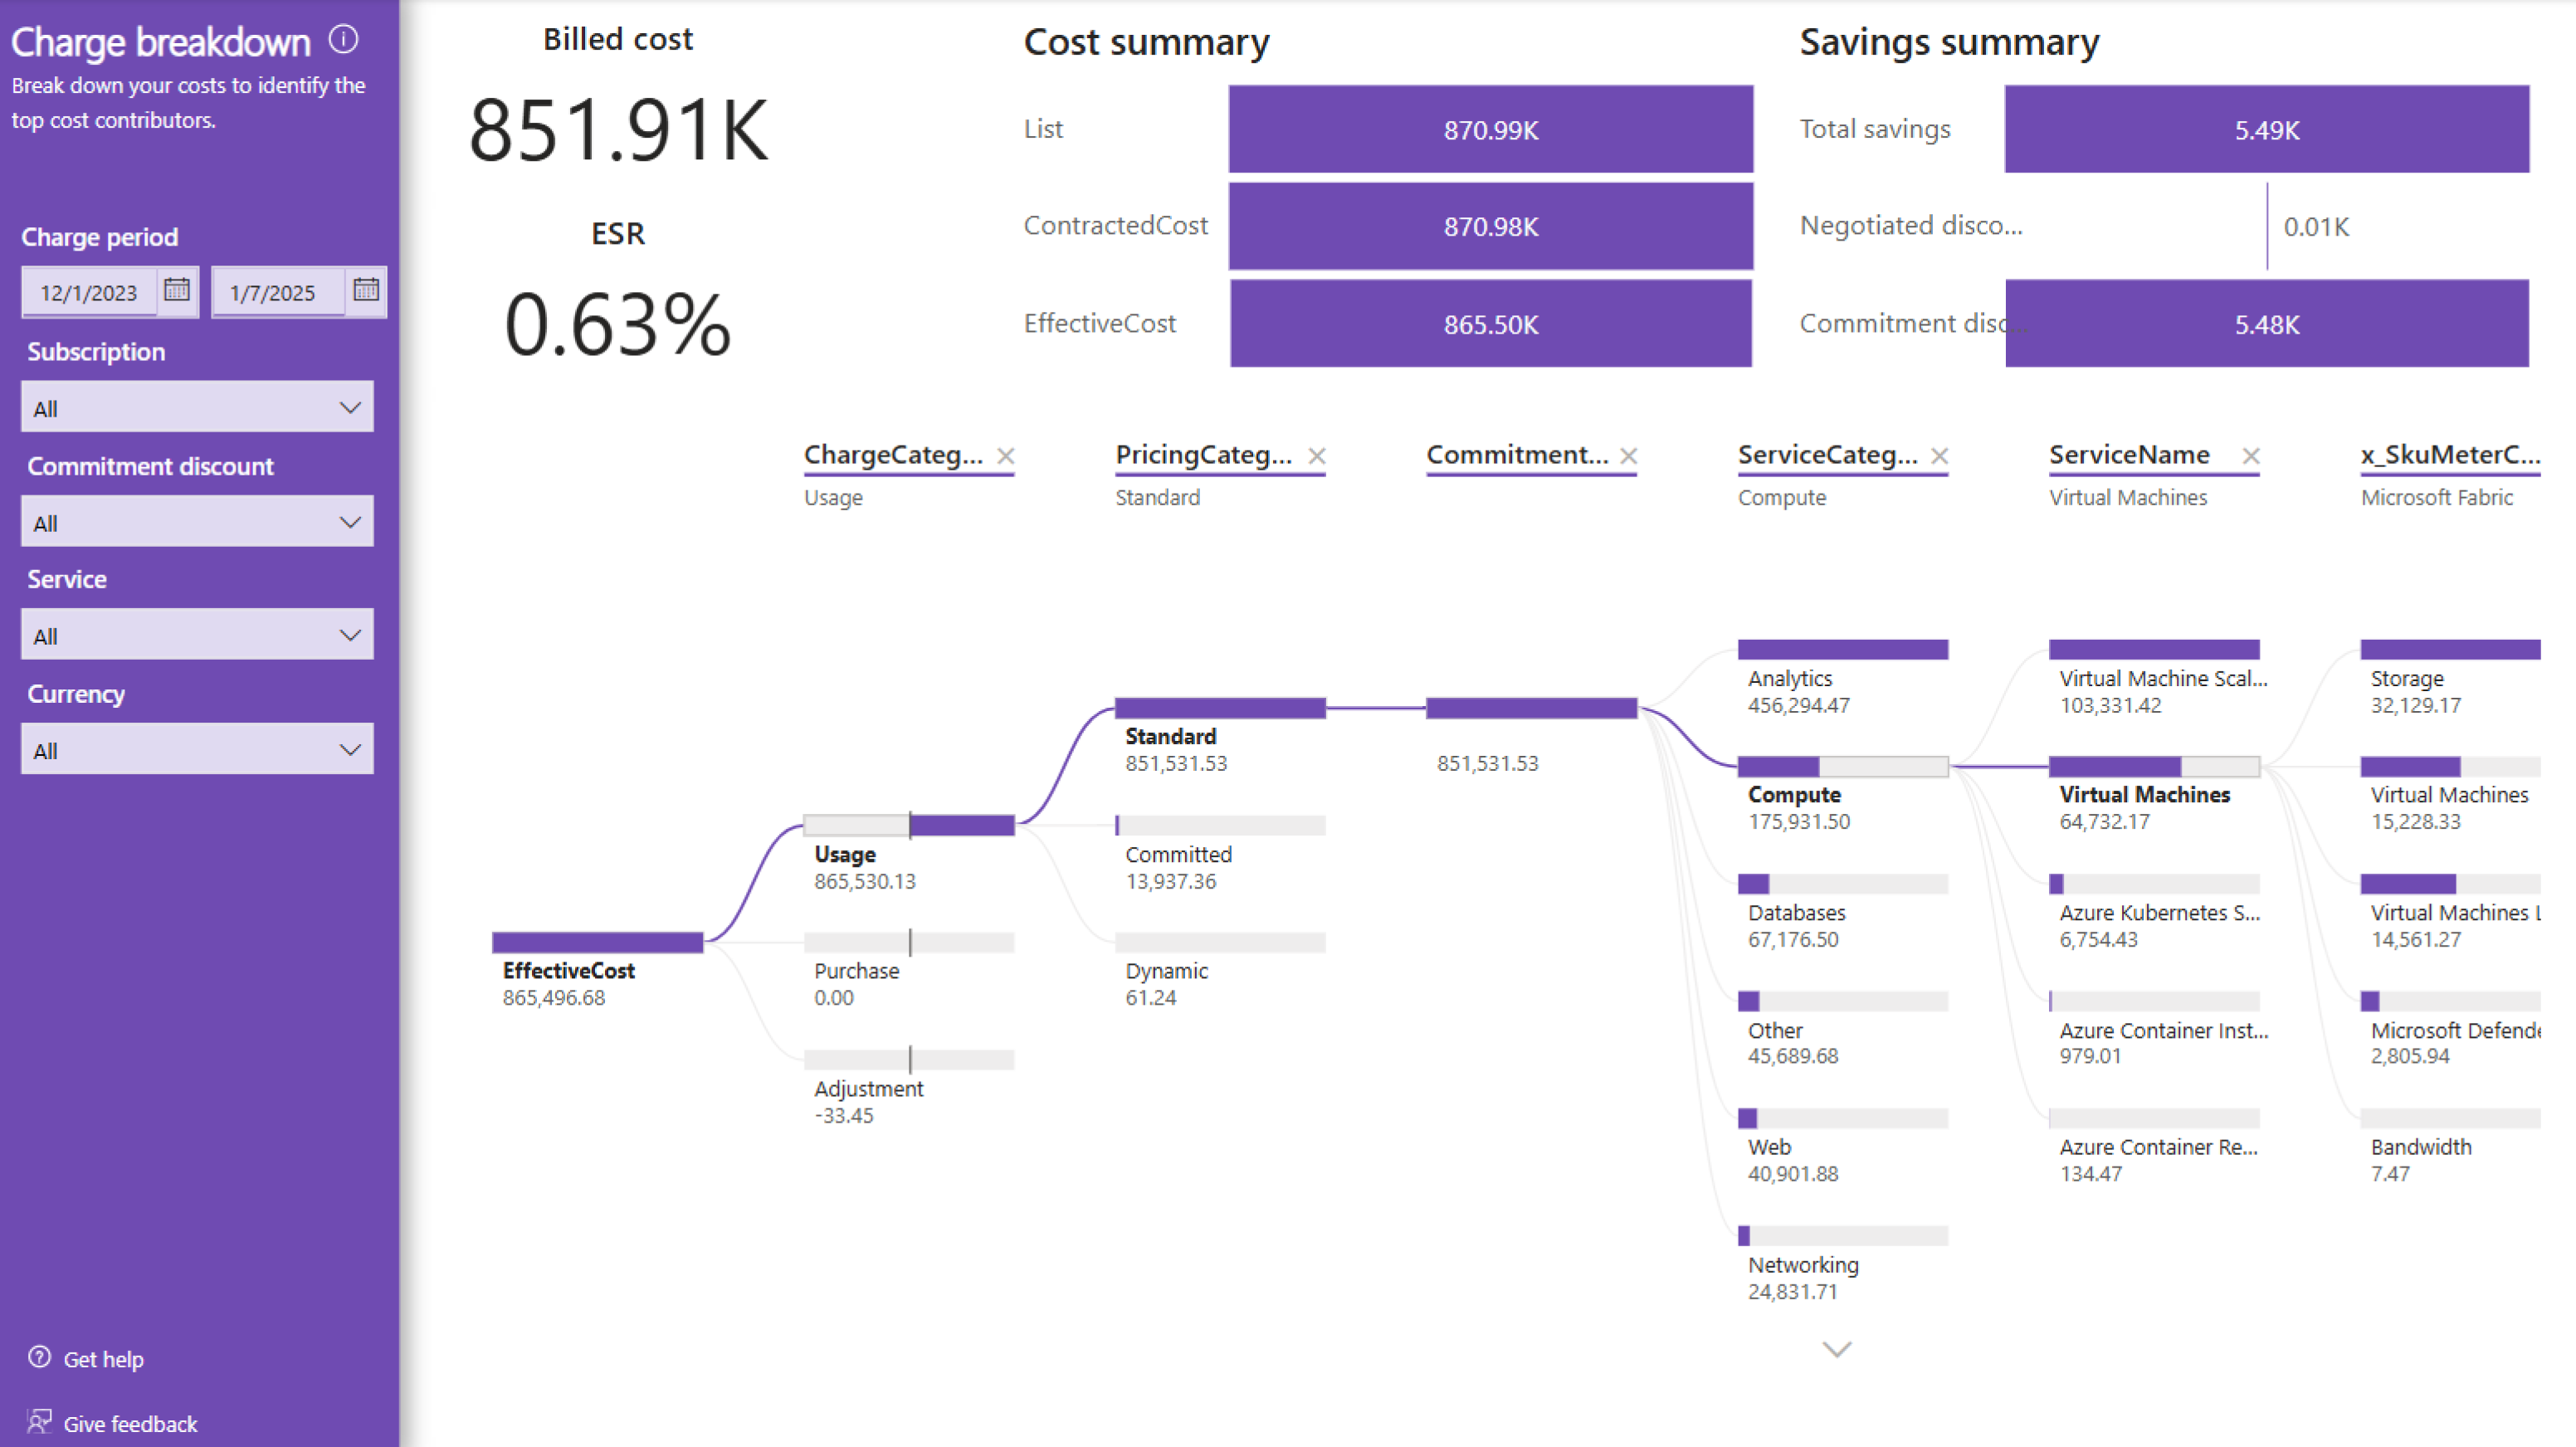 Charge breakdown
Break down your costs to identify the
top cost contributors.
Charge period
12/1/2023
1/7/2025
Subscription
All
Commitment discount
All
Service
All
Currency
All
Get help
Give feedback
Billed cost
851.91K
ESR
0.63%
Cost summary
List 870.99K
ContractedCost 870.98K
EffectiveCost 865.50K
Savings summary
Total savings 5.49K
Negotiated disco... 0.01K
Commitment disc... 5.48K
ChargeCateg...
Usage
PricingCateg...
Standard
Commitment...
ServiceCateg...
Compute
ServiceName
Virtual Machines
x_SkuMeterC...
Microsoft Fabric
EffectiveCost
865,496.68
Usage
865,530.13
Purchase
0.00
Adjustment
-33.45
Standard
851,531.53
Committed
13,937.36
Dynamic
61.24
851,531.53
Analytics
456,294.47
Compute
175,931.50
Databases
67,176.50
Other
45,689.68
Web
40,901.88
Networking
24,831.71
Virtual Machine Scal...
103,331.42
Virtual Machines
64,732.17
Azure Kubernetes S...
6,754.43
Azure Container Inst...
979.01
Azure Container Re...
134.47
Storage
32,129.17
Virtual Machines
15,228.33
Virtual Machines L
14,561.27
Microsoft Defende
2,805.94
Bandwidth
7.47